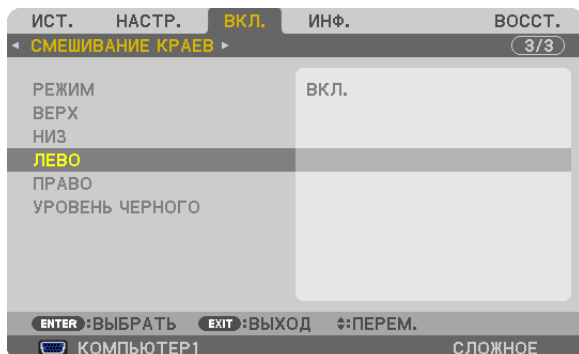 ИСТ. НАСТР. ВКЛ. ИНФ. ВОССТ.
◂ СМЕШИВАНИЕ КРАЕВ ▸ 3/3
РЕЖИМ ВКЛ.
ВЕРХ
НИЗ
ЛЕВО
ПРАВО
УРОВЕНЬ ЧЕРНОГО
ENTER :ВЫБРАТЬ EXIT :ВЫХОД ≑:ПЕРЕМ.
КОМПЬЮТЕР1 СЛОЖНОЕ